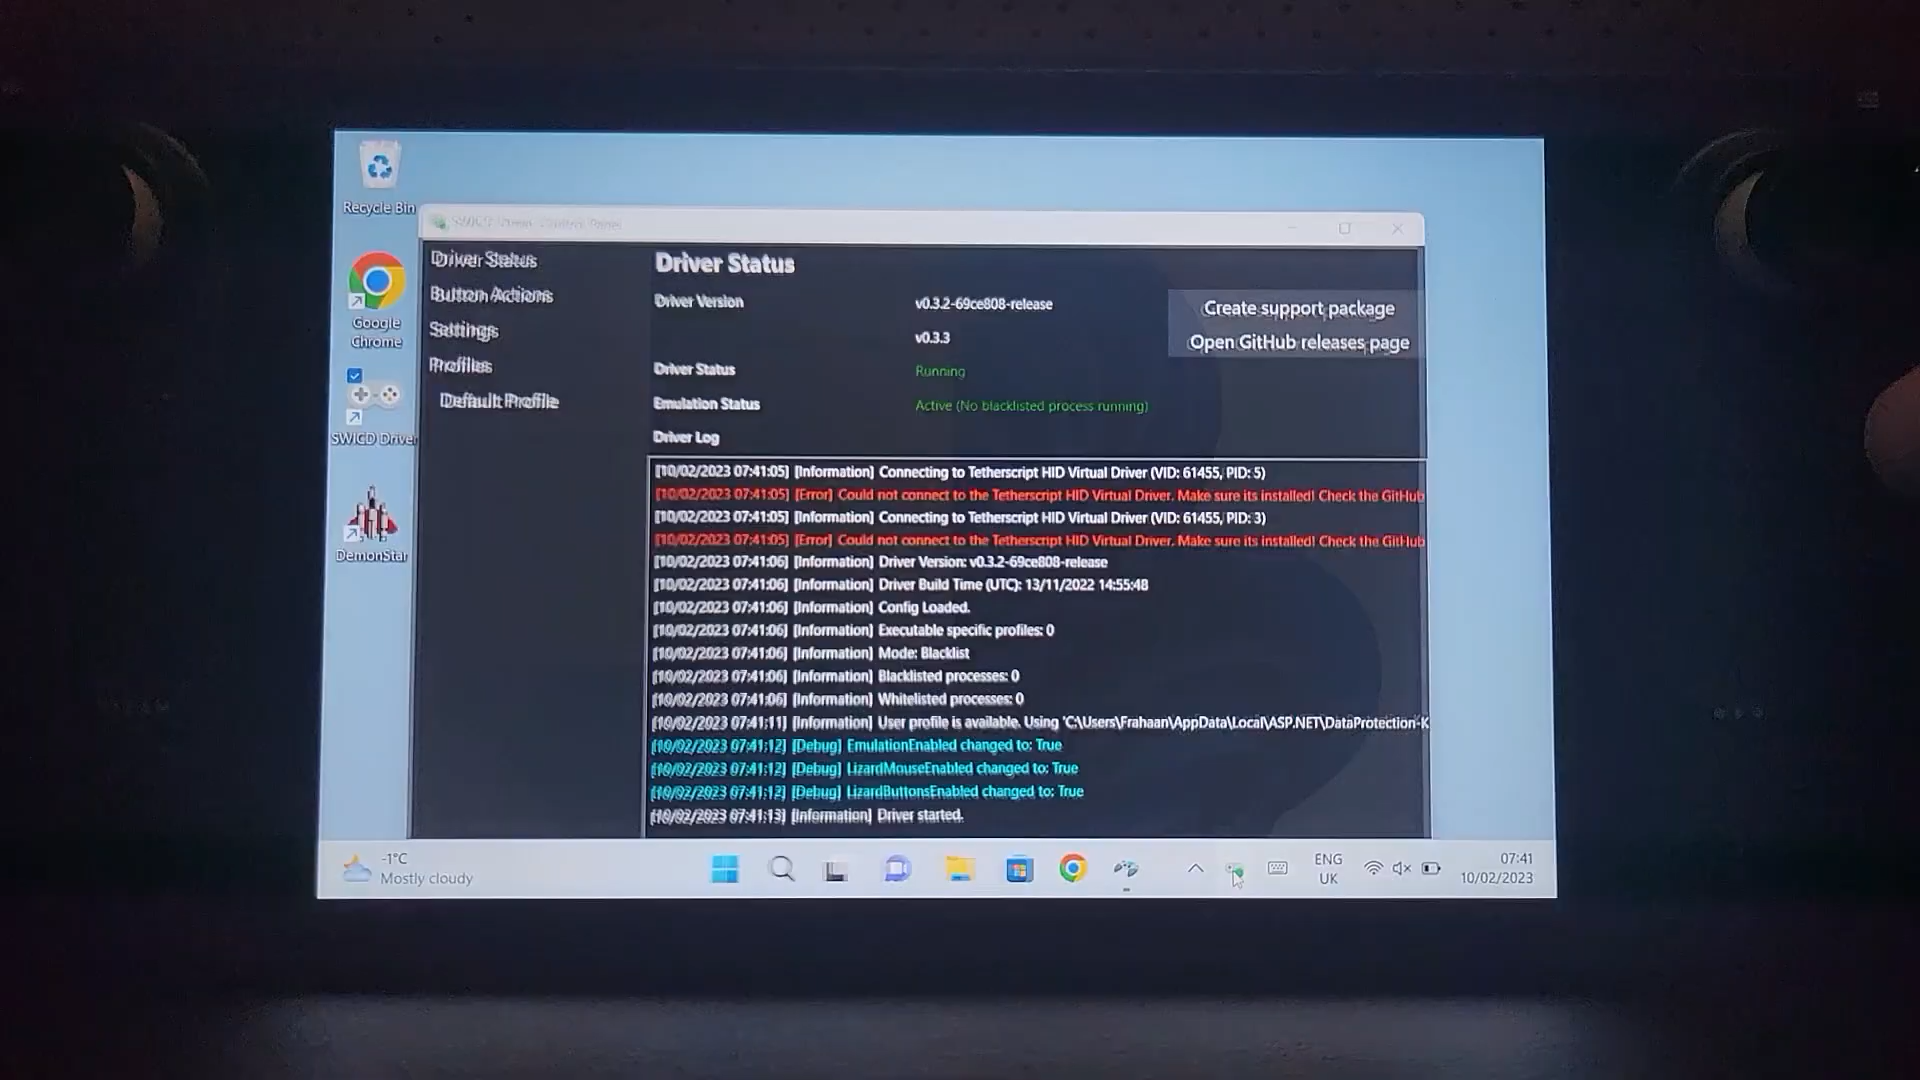 Recycle Bin
Google
Chrome
SWICD Driver
DemonStar
SWICD Driver Control Panel
Driver Status
Button Actions
Settings
Profiles
Default Profile
Driver Status
Driver Version
v0.3.2-69ce808-release
v0.3.3
Create support package
Open GitHub releases page
Driver Status
Running
Emulation Status
Active (No blacklisted process running)
Driver Log
[10/02/2023 07:41:05] [Information] Connecting to Tetherscript HID Virtual Driver (VID: 61455, PID: 5)
[10/02/2023 07:41:05] [Error] Could not connect to the Tetherscript HID Virtual Driver. Make sure its installed! Check the GitHub
[10/02/2023 07:41:05] [Information] Connecting to Tetherscript HID Virtual Driver (VID: 61455, PID: 3)
[10/02/2023 07:41:05] [Error] Could not connect to the Tetherscript HID Virtual Driver. Make sure its installed! Check the GitHub
[10/02/2023 07:41:06] [Information] Driver Version: v0.3.2-69ce808-release
[10/02/2023 07:41:06] [Information] Driver Build Time (UTC): 13/11/2022 14:55:48
[10/02/2023 07:41:06] [Information] Config Loaded.
[10/02/2023 07:41:06] [Information] Executable specific profiles: 0
[10/02/2023 07:41:06] [Information] Mode: Blacklist
[10/02/2023 07:41:06] [Information] Blacklisted processes: 0
[10/02/2023 07:41:06] [Information] Whitelisted processes: 0
[10/02/2023 07:41:11] [Information] User profile is available. Using 'C:\Users\Frahaan\AppData\Local\ASP.NET\DataProtection-K
[10/02/2023 07:41:12] [Debug] EmulationEnabled changed to: True
[10/02/2023 07:41:12] [Debug] LizardMouseEnabled changed to: True
[10/02/2023 07:41:12] [Debug] LizardButtonsEnabled changed to: True
[10/02/2023 07:41:13] [Information] Driver started.
-1°C
Mostly cloudy
ENG
UK
07:41
10/02/2023